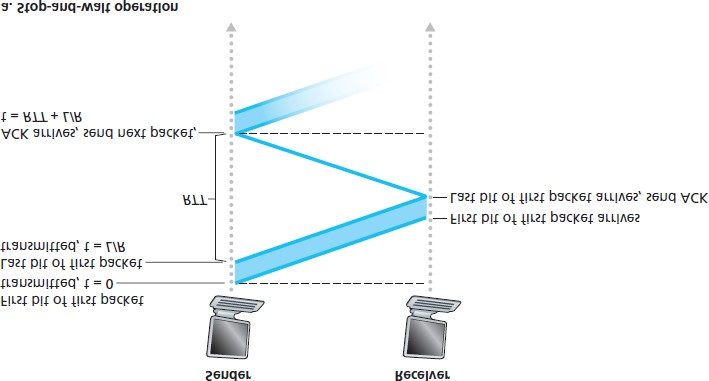 Sender
Receiver
First bit of first packet
transmitted, t = 0
Last bit of first packet
transmitted, t = L/R
First bit of first packet arrives
Last bit of first packet arrives, send ACK
RTT
ACK arrives, send next packet,
t = RTT + L/R
a. Stop-and-wait operation